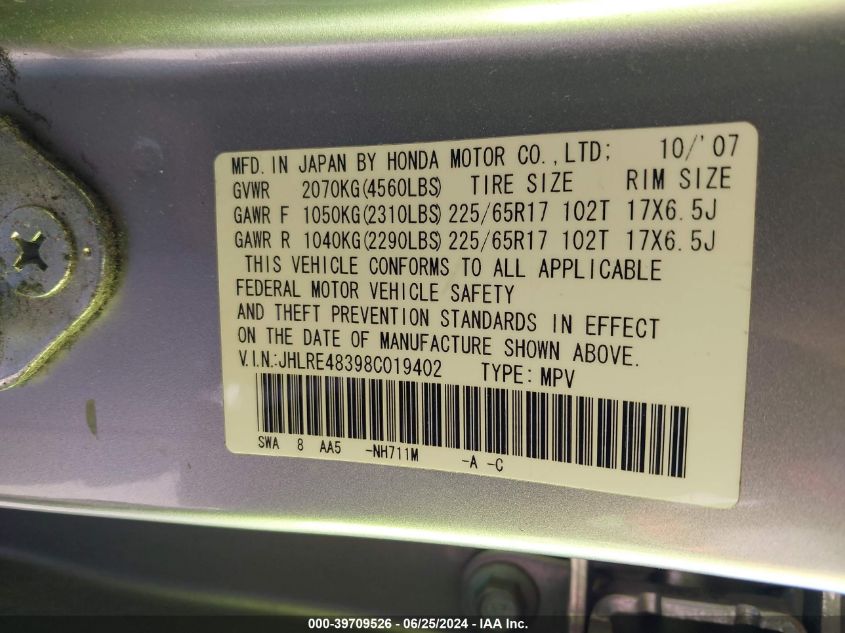 MFD. IN JAPAN BY HONDA MOTOR CO., LTD; 10/'07
GVWR 2070KG(4560LBS) TIRE SIZE RIM SIZE
GAWR F 1050KG(2310LBS) 225/65R17 102T 17X6.5J
GAWR R 1040KG(2290LBS) 225/65R17 102T 17X6.5J
THIS VEHICLE CONFORMS TO ALL APPLICABLE
FEDERAL MOTOR VEHICLE SAFETY
AND THEFT PREVENTION STANDARDS IN EFFECT
ON THE DATE OF MANUFACTURE SHOWN ABOVE.
V.I.N.:JHLRE48398C019402 TYPE: MPV
SWA 8 AA5 -NH711M -A -C
000-39709526 - 06/25/2024 - IAA Inc.